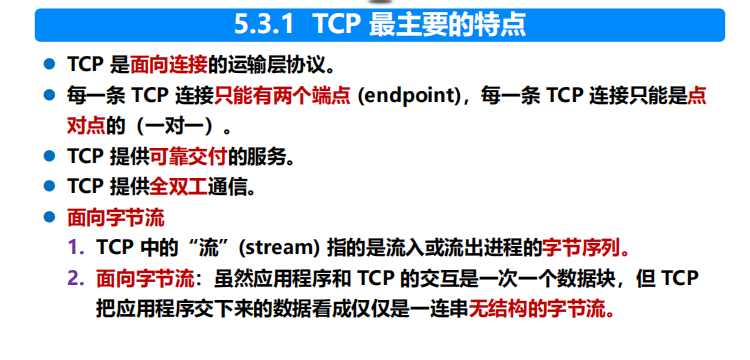 5.3.1 TCP 最主要的特点
● TCP 是面向连接的运输层协议。
● 每一条 TCP 连接只能有两个端点 (endpoint)，每一条 TCP 连接只能是点
对点的（一对一）。
● TCP 提供可靠交付的服务。
● TCP 提供全双工通信。
● 面向字节流
1. TCP 中的“流”(stream) 指的是流入或流出进程的字节序列。
2. 面向字节流：虽然应用程序和 TCP 的交互是一次一个数据块，但 TCP
把应用程序交下来的数据看成仅仅是一连串无结构的字节流。